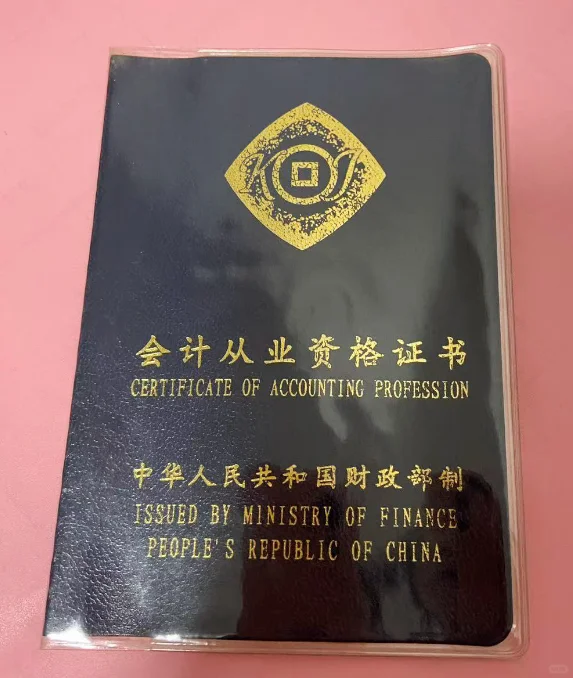 KOJ
会计从业资格证书
CERTIFICATE OF ACCOUNTING PROFESSION
中华人民共和国财政部制
ISSUED BY MINISTRY OF FINANCE
PEOPLE'S REPUBLIC OF CHINA